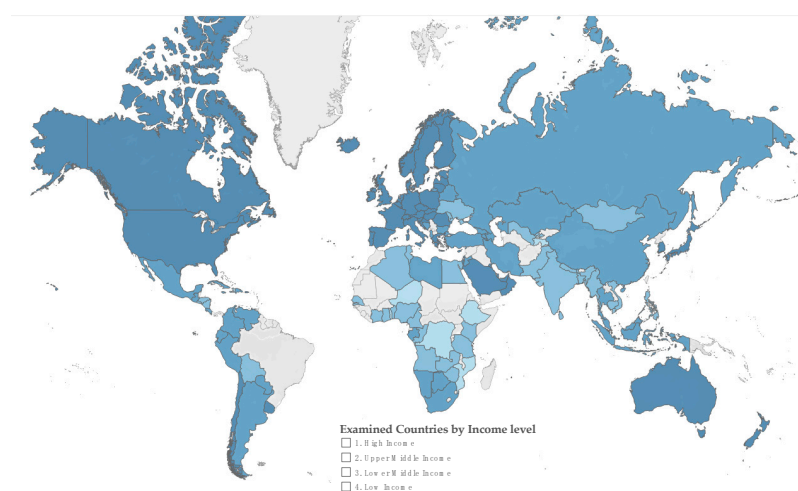 Examined Countries by Income level
1. High Income
2. Upper Middle Income
3. Lower Middle Income
4. Low Income